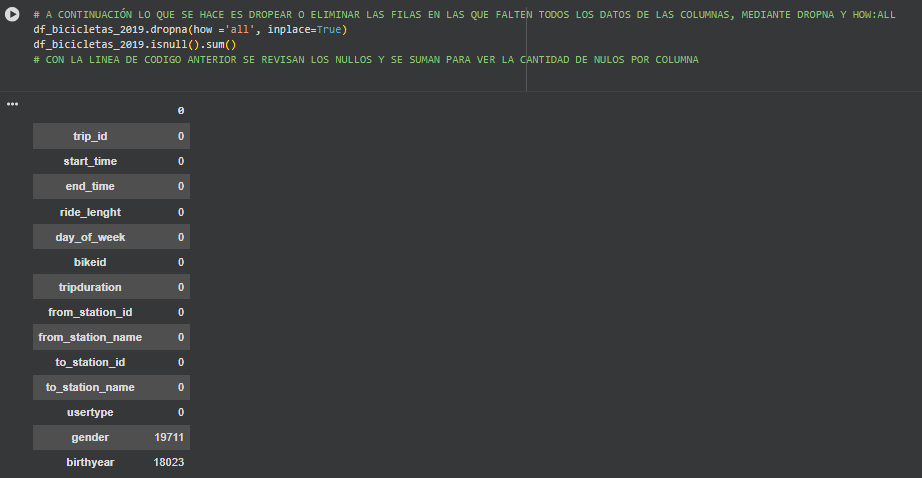 # A CONTINUACIÓN LO QUE SE HACE ES DROPEAR O ELIMINAR LAS FILAS EN LAS QUE FALTEN TODOS LOS DATOS DE LAS COLUMNAS, MEDIANTE DROPNA Y HOW:ALL
df_bicicletas_2019.dropna(how ='all', inplace=True)
df_bicicletas_2019.isnull().sum()
# CON LA LINEA DE CODIGO ANTERIOR SE REVISAN LOS NULLOS Y SE SUMAN PARA VER LA CANTIDAD DE NULOS POR COLUMNA
0
trip_id 0
start_time 0
end_time 0
ride_lenght 0
day_of_week 0
bikeid 0
tripduration 0
from_station_id 0
from_station_name 0
to_station_id 0
to_station_name 0
usertype 0
gender 19711
birthyear 18023